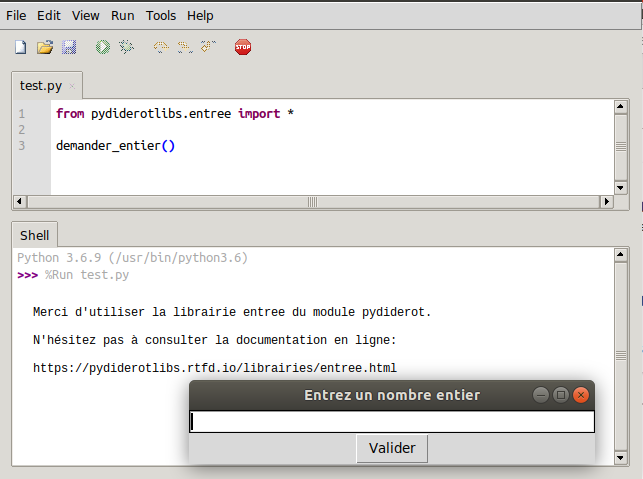 File Edit View Run Tools Help
STOP
test.py ×
1 from pydiderotlibs.entree import *
2
3 demander_entier()
Shell
Python 3.6.9 (/usr/bin/python3.6)
>>> %Run test.py
Merci d'utiliser la librairie entree du module pydiderot.
N'hésitez pas à consulter la documentation en ligne:
https://pydiderotlibs.rtfd.io/librairies/entree.html
Entrez un nombre entier
Valider